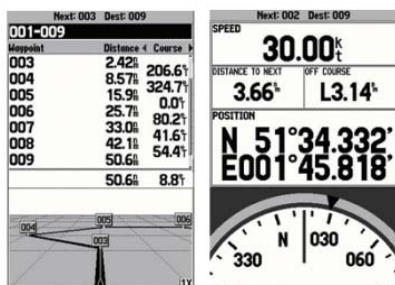 Next: 003 Dest: 009
001-009
Waypoint Distance Course
003 2.42
206.6
004 8.57
324.7
005 15.9
0.0
006 25.7
80.2
007 33.0
41.6
008 42.1
54.4
009 50.6
50.6 8.8
004
005
006
003
1X
Next: 002 Dest: 009
SPEED
30.00 k t
DISTANCE TO NEXT OFF COURSE
3.66 L3.14
POSITION
N 51°34.332'
E001°45.818'
330 N 030 060